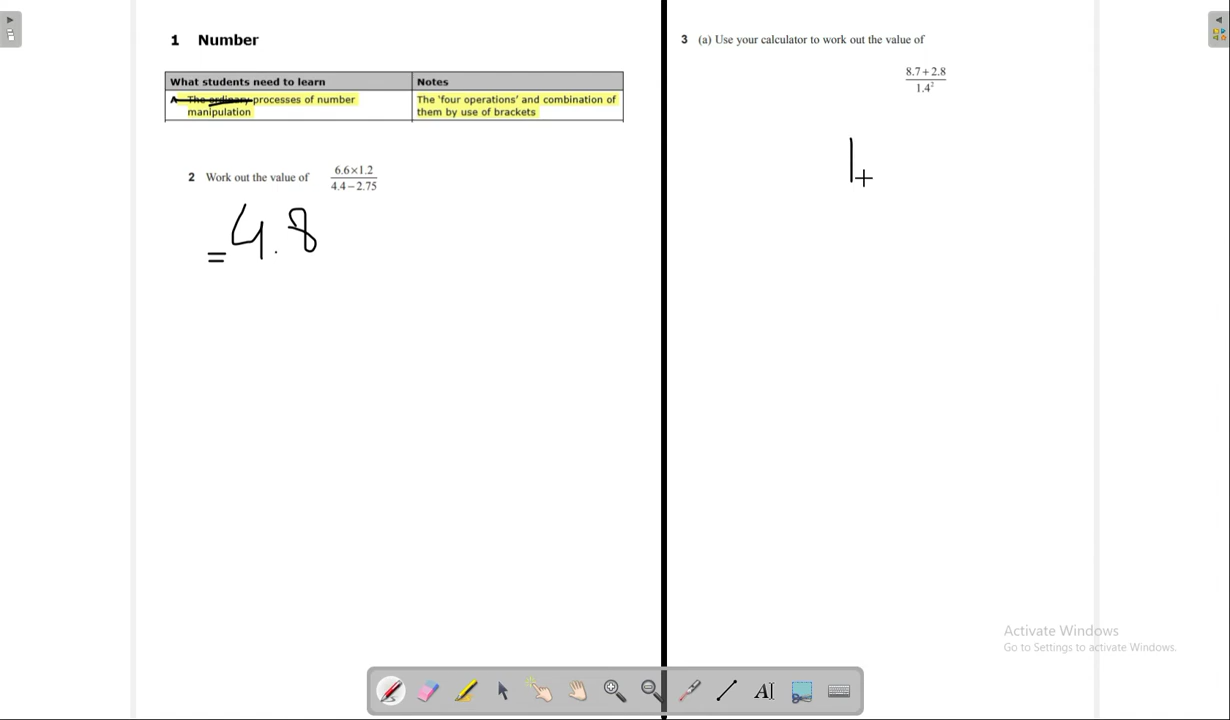 1 Number
What students need to learn Notes
A The ordinary processes of number manipulation The 'four operations' and combination of them by use of brackets
2 Work out the value of 6.6×1.2 / 4.4−2.75
= 4.8
3 (a) Use your calculator to work out the value of
8.7+2.8
1.4²
1
Activate Windows
Go to Settings to activate Windows.